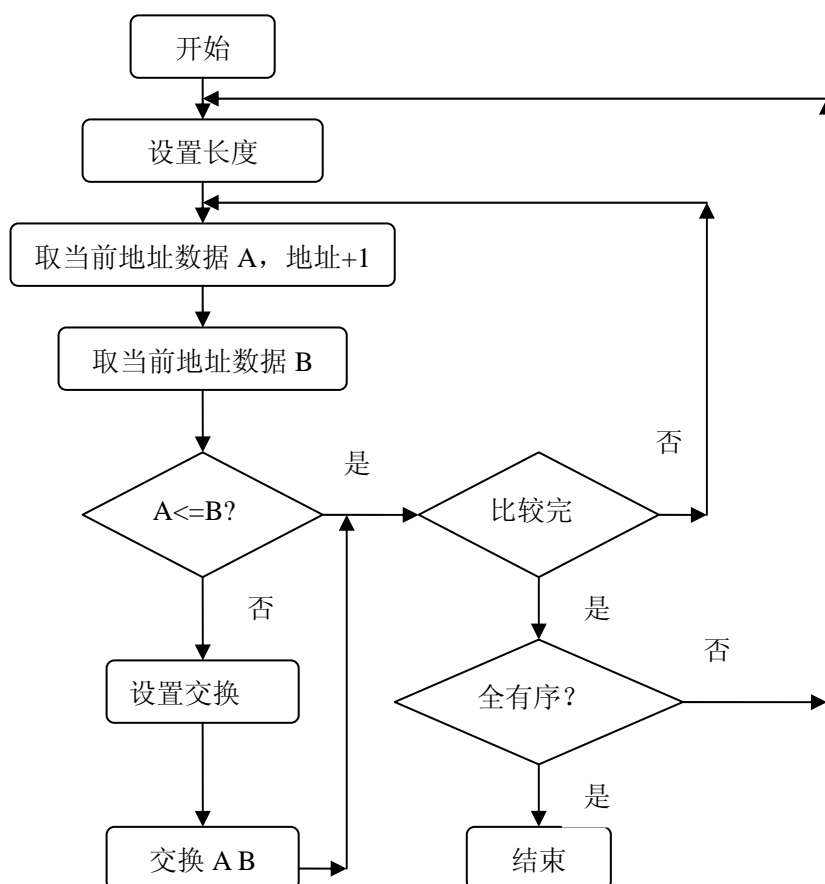 开始
设置长度
取当前地址数据 A，地址+1
取当前地址数据 B
A<=B?
是
比较完
否
否
设置交换
是
全有序？
否
交换 A B
是
结束